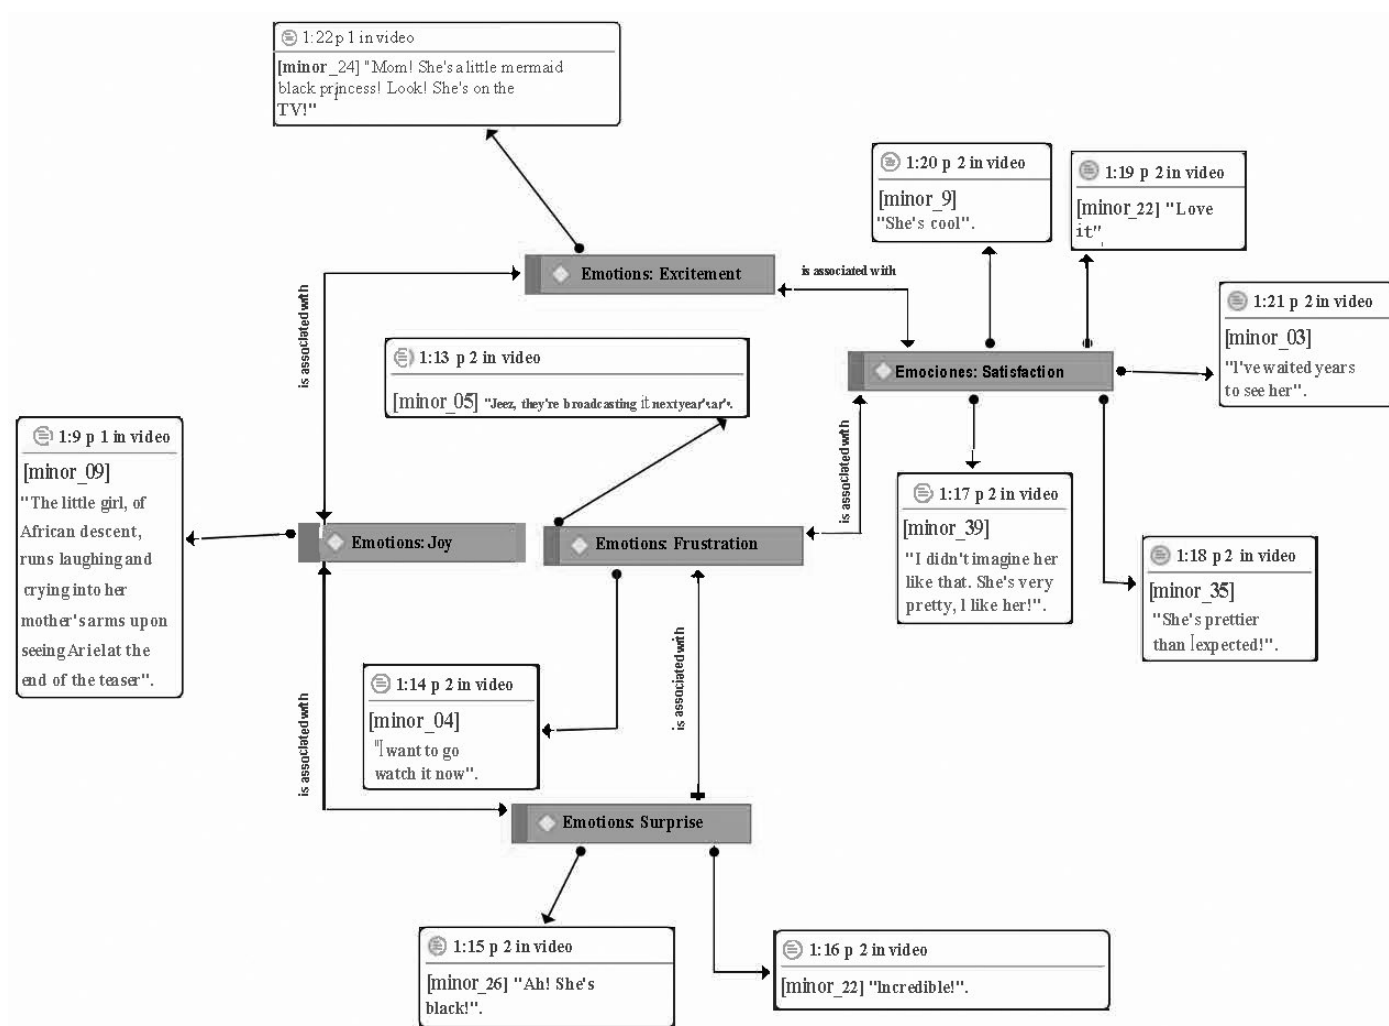 1:22 p 1 in video
[minor_24] "Mom! She's a little mermaid
black princess! Look! She's on the
TV!"
1:20 p 2 in video
[minor_9]
"She's cool".
1:19 p 2 in video
[minor_22] "Love
it"
Emotions: Excitement
is associated with
is associated with
1:21 p 2 in video
[minor_03]
"I've waited years
to see her".
1:13 p 2 in video
[minor_05] "Jeez, they're broadcasting it
Emociones: Satisfaction
is associated with
1:9 p 1 in video
[minor_09]
"The little girl, of
African descent,
runs laughing and
crying into her
mother's arms upon
seeing Ariel at the
end of the teaser".
Emotions: Joy
Emotions: Frustration
1:17 p 2 in video
[minor_39]
"I didn't imagine her
like that. She's very
pretty, I like her!".
1:18 p 2 in video
[minor_35]
"She's prettier
than I expected!".
1:14 p 2 in video
[minor_04]
"I want to go
watch it now".
is associated with
is associated with
Emotions: Surprise
1:15 p 2 in video
[minor_26] "Ah! She's
black!".
1:16 p 2 in video
[minor_22] "Incredible!".